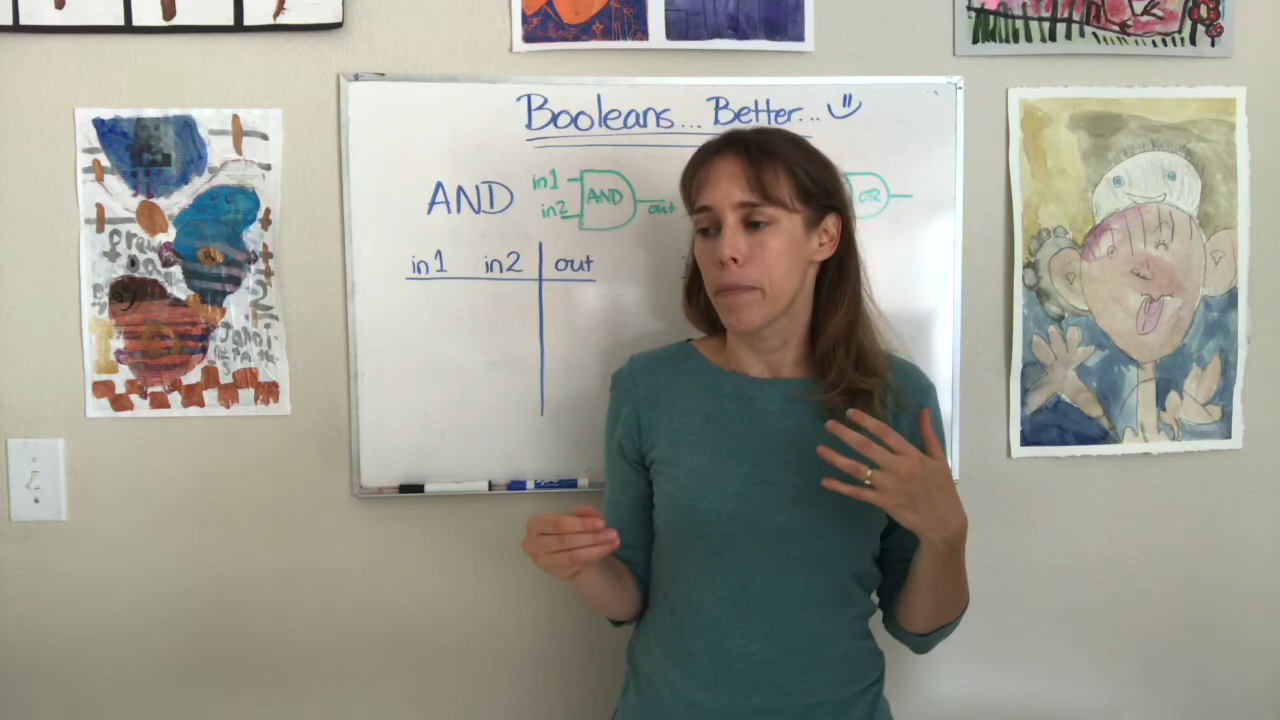 Booleans... Better...
AND
in1
in2
AND
out
OR
in1 in2 out